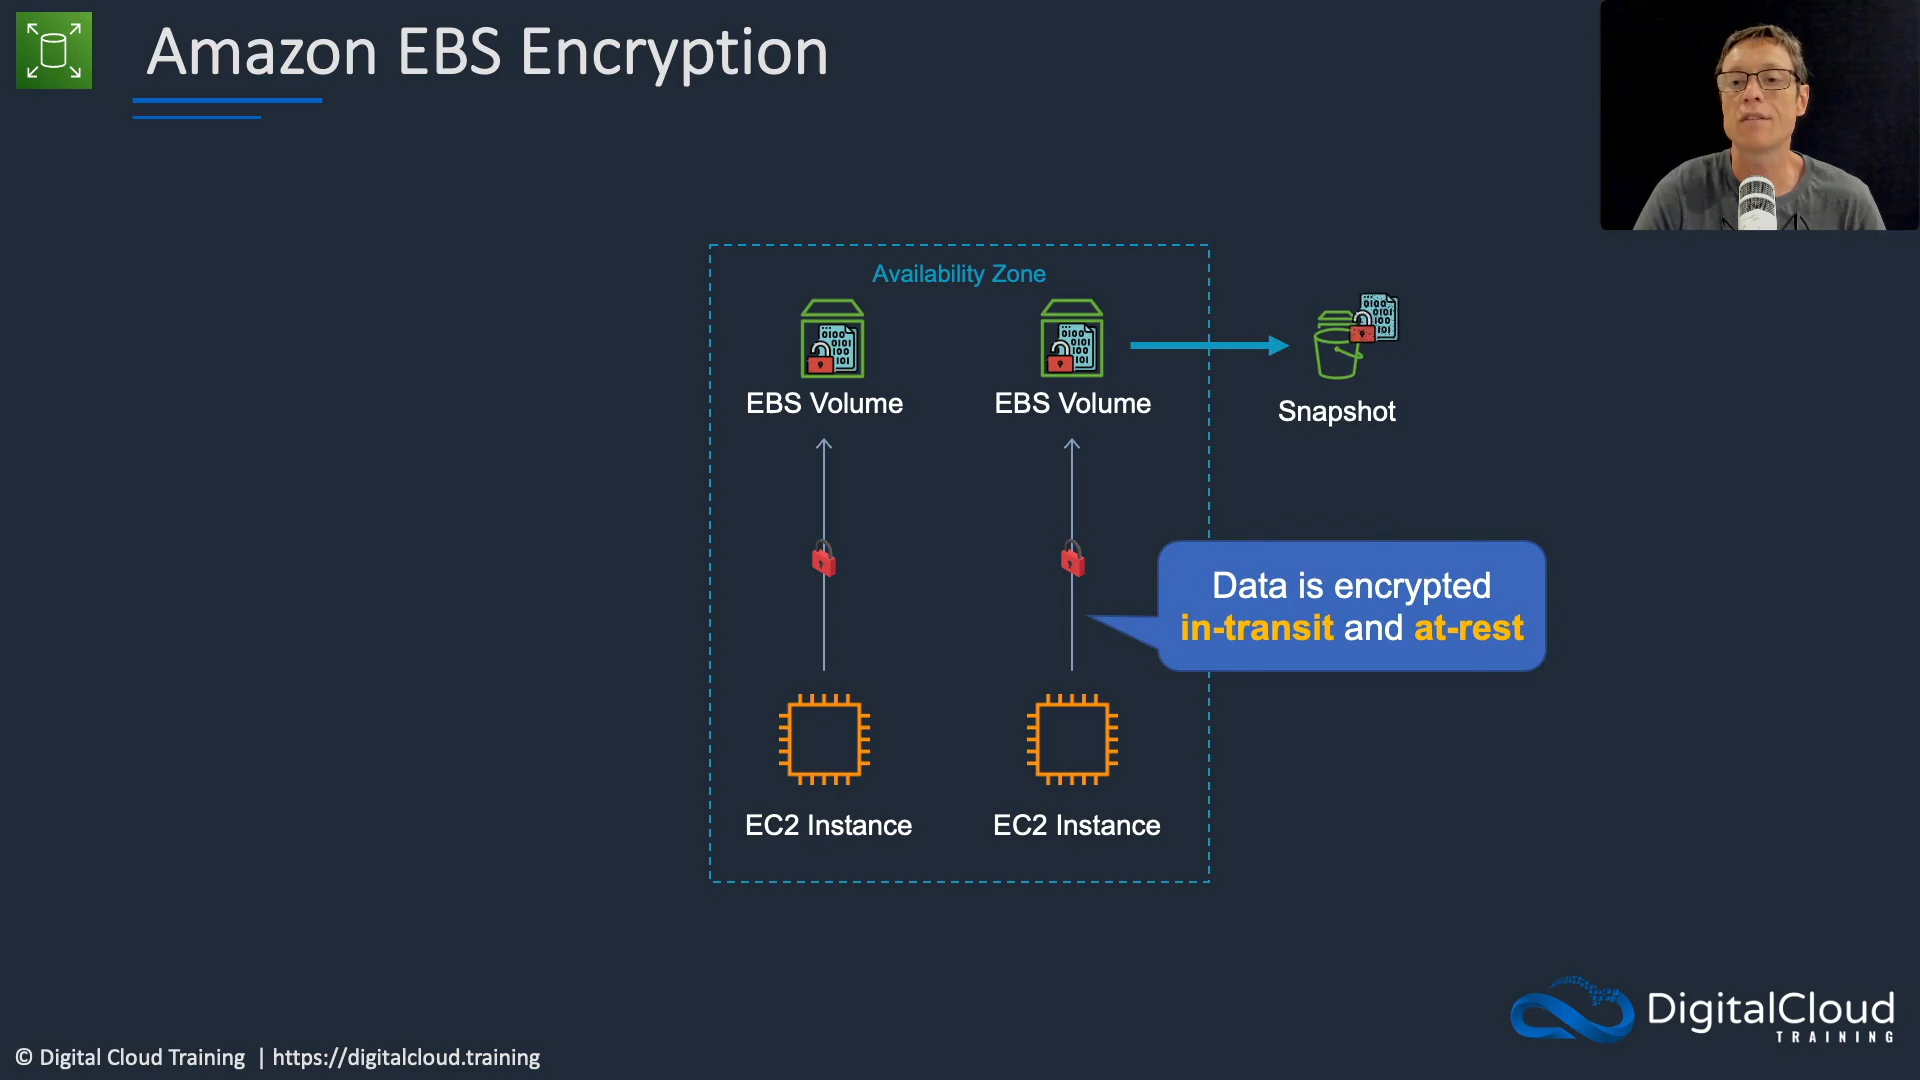 Amazon EBS Encryption
Availability Zone
EBS Volume
EBS Volume
Snapshot
Data is encrypted
in-transit and at-rest
EC2 Instance
EC2 Instance
DigitalCloud
TRAINING
© Digital Cloud Training | https://digitalcloud.training